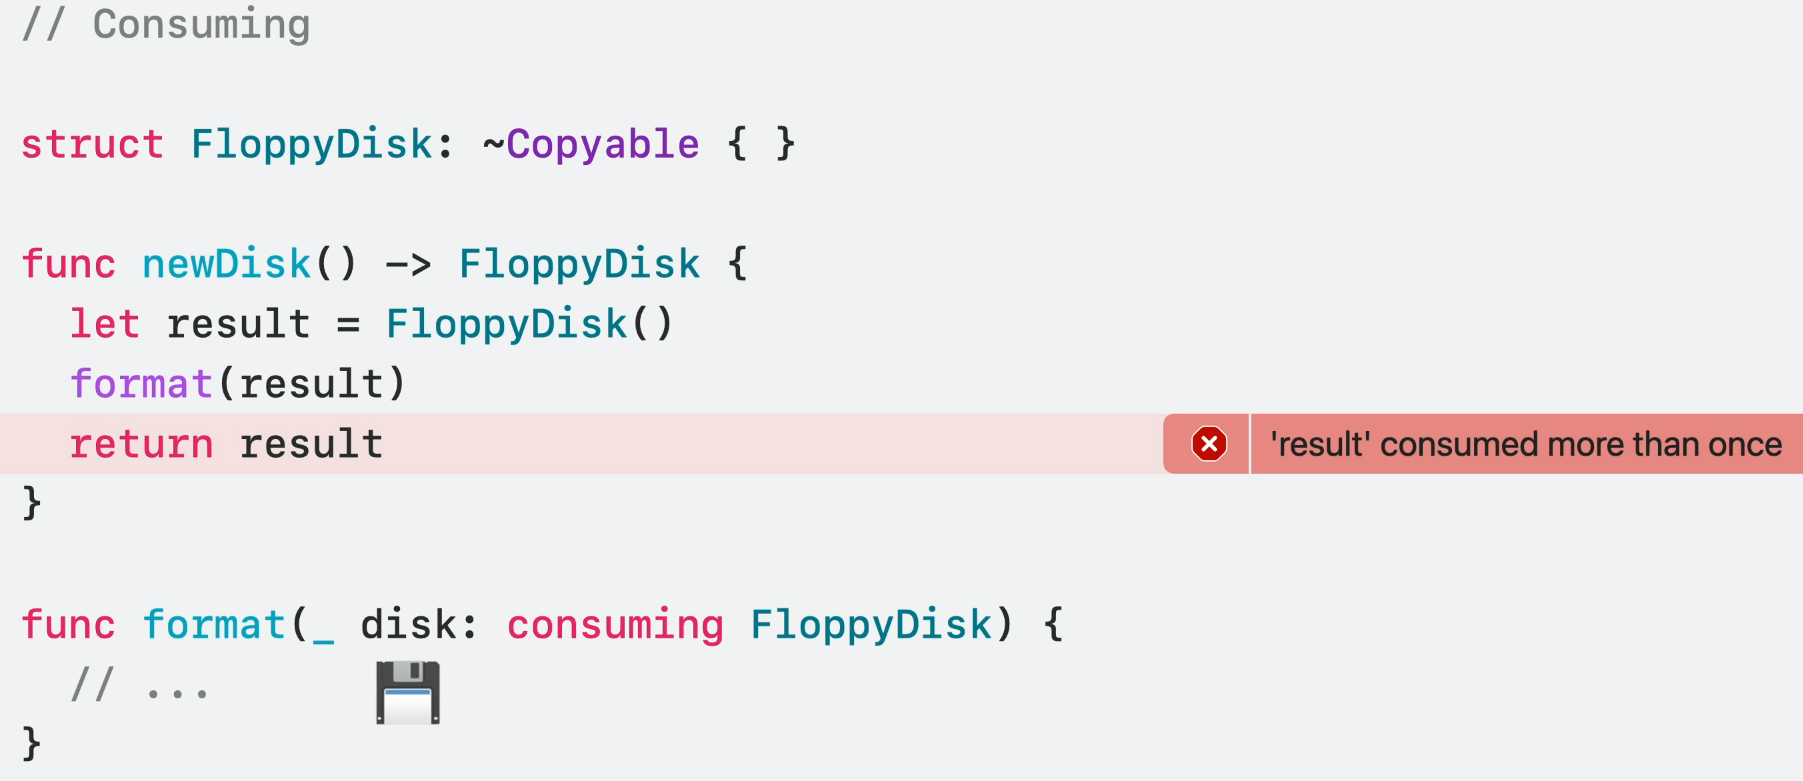 // Consuming
struct FloppyDisk: ~Copyable { }
func newDisk() -> FloppyDisk {
  let result = FloppyDisk()
  format(result)
  return result 'result' consumed more than once
}
func format(_ disk: consuming FloppyDisk) {
  // ...
}